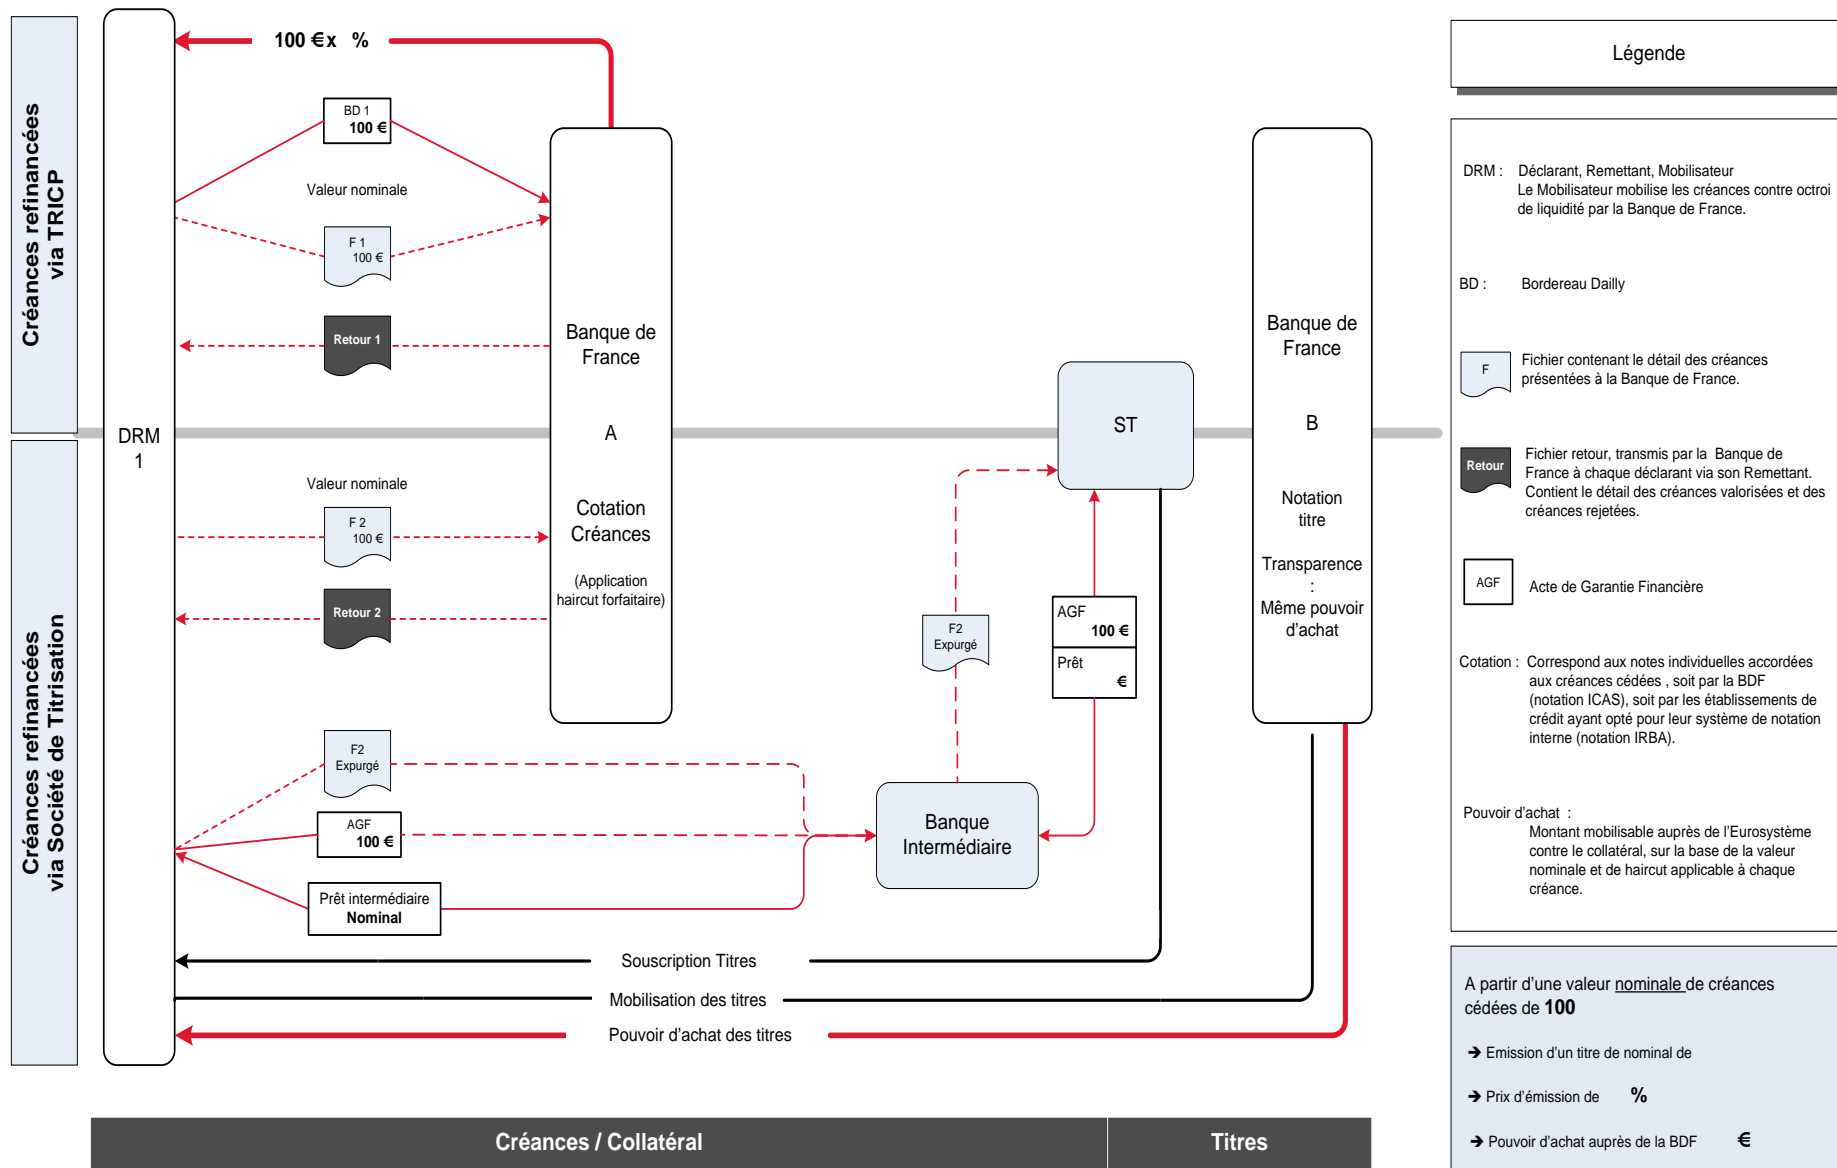 Créances refinancées
via TRICP
Créances refinancées
via Société de Titrisation
DRM
1
100 €x %
BD 1
100 €
Valeur nominale
F 1
100 €
Retour 1
Banque de
France
A
Cotation
Créances
(Application
haircut forfaitaire)
Valeur nominale
F 2
100 €
Retour 2
F2
Expurgé
AGF
100 €
Prêt intermédiaire
Nominal
Banque
Intermédiaire
F2
Expurgé
AGF
100 €
Prêt
€
ST
Banque de
France
B
Notation
titre
Transparence
:
Même pouvoir
d'achat
Souscription Titres
Mobilisation des titres
Pouvoir d'achat des titres
Créances / Collatéral
Titres
Légende
DRM : Déclarant, Remettant, Mobilisateur
Le Mobilisateur mobilise les créances contre octroi
de liquidité par la Banque de France.
BD : Bordereau Dailly
F
Fichier contenant le détail des créances
présentées à la Banque de France.
Retour
Fichier retour, transmis par la Banque de
France à chaque déclarant via son Remettant.
Contient le détail des créances valorisées et des
créances rejetées.
AGF
Acte de Garantie Financière
Cotation : Correspond aux notes individuelles accordées
aux créances cédées , soit par la BDF
(notation ICAS), soit par les établissements de
crédit ayant opté pour leur système de notation
interne (notation IRBA).
Pouvoir d'achat :
Montant mobilisable auprès de l'Eurosystème
contre le collatéral, sur la base de la valeur
nominale et de haircut applicable à chaque
créance.
A partir d'une valeur nominale de créances
cédées de 100
➔ Emission d'un titre de nominal de
➔ Prix d'émission de %
➔ Pouvoir d'achat auprès de la BDF €